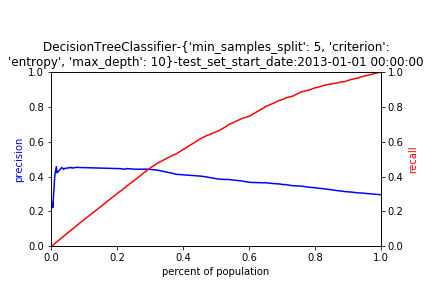 DecisionTreeClassifier-{'min_samples_split': 5, 'criterion':
'entropy', 'max_depth': 10}-test_set_start_date:2013-01-01 00:00:00
1.0
0.8
0.6
0.4
0.2
0.0
precision
1.0
0.8
0.6
0.4
0.2
0.0
recall
0.0 0.2 0.4 0.6 0.8 1.0
percent of population